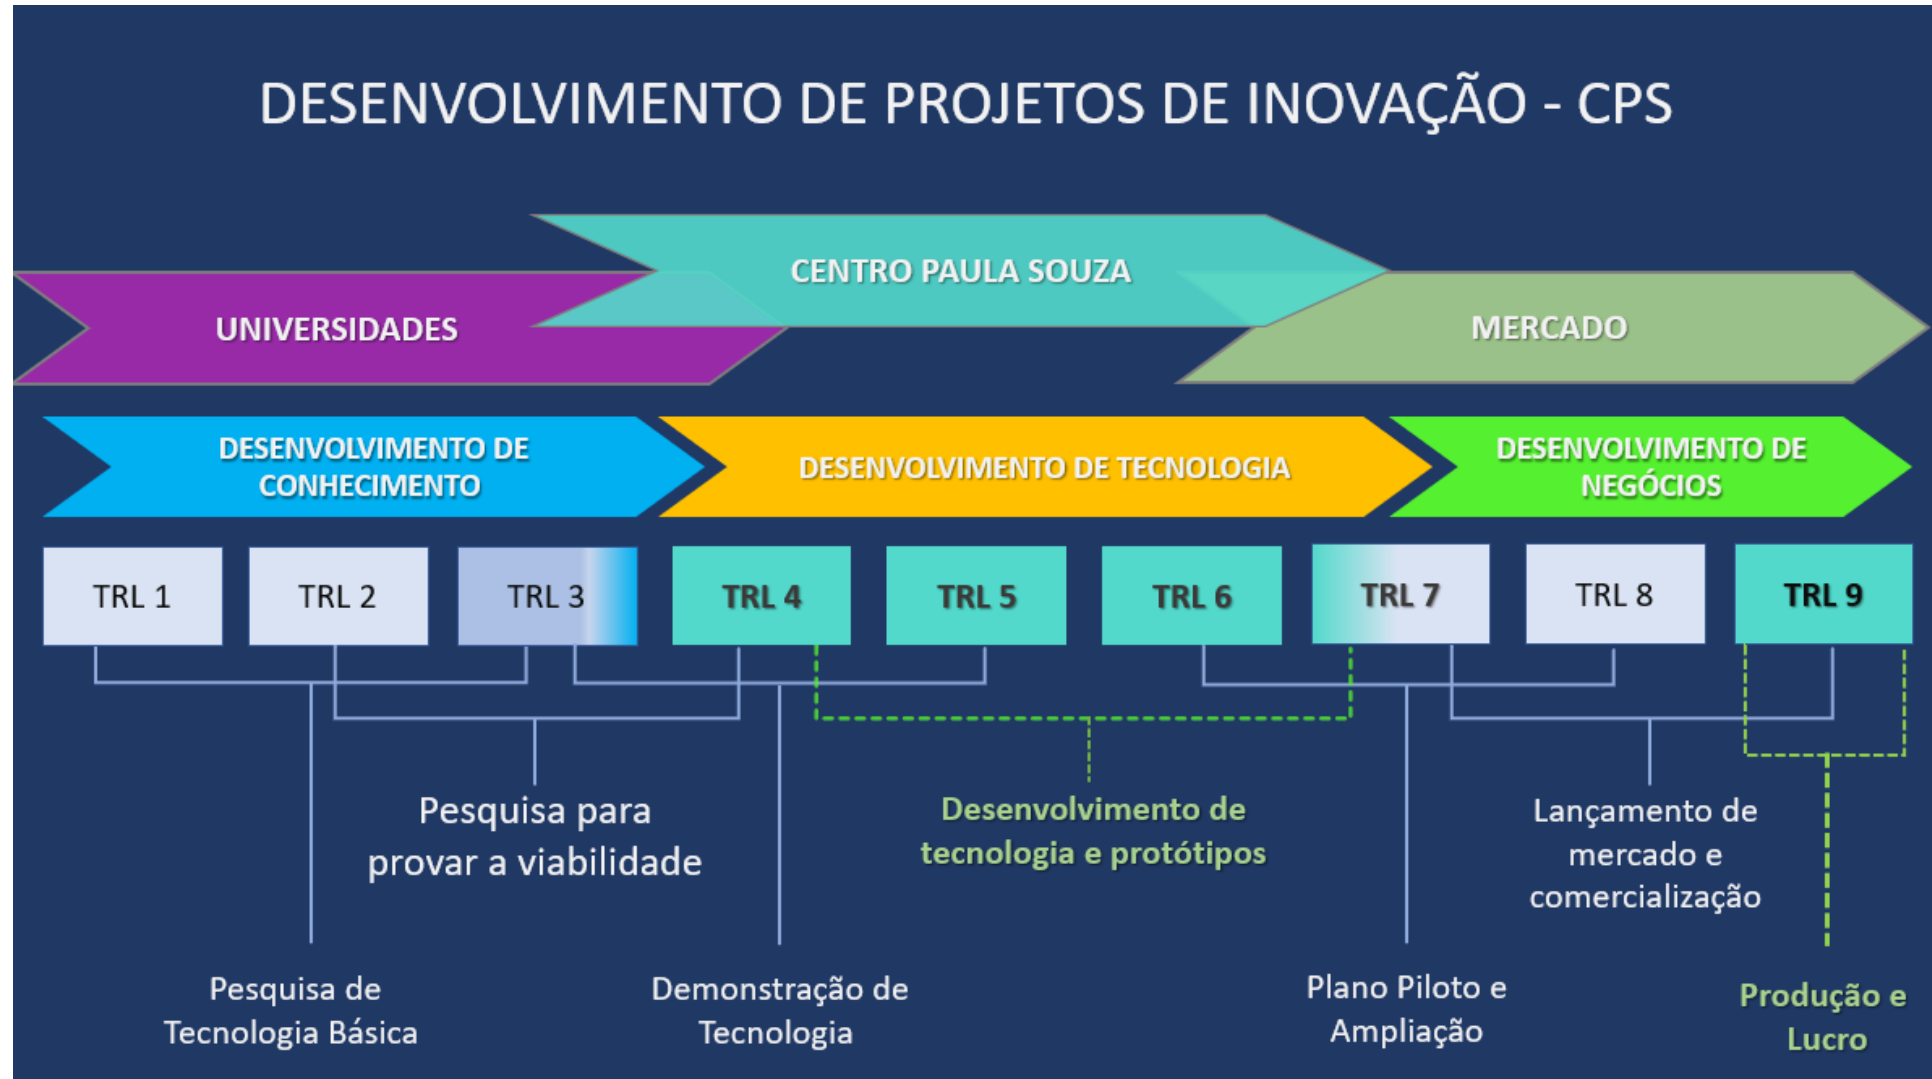 DESENVOLVIMENTO DE PROJETOS DE INOVAÇÃO - CPS
CENTRO PAULA SOUZA
UNIVERSIDADES
MERCADO
DESENVOLVIMENTO DE
CONHECIMENTO
DESENVOLVIMENTO DE TECNOLOGIA
DESENVOLVIMENTO DE
NEGÓCIOS
TRL 1
TRL 2
TRL 3
TRL 4
TRL 5
TRL 6
TRL 7
TRL 8
TRL 9
Pesquisa para
provar a viabilidade
Desenvolvimento de
tecnologia e protótipos
Lançamento de
mercado e
comercialização
Pesquisa de
Tecnologia Básica
Demonstração de
Tecnologia
Plano Piloto e
Ampliação
Produção e
Lucro